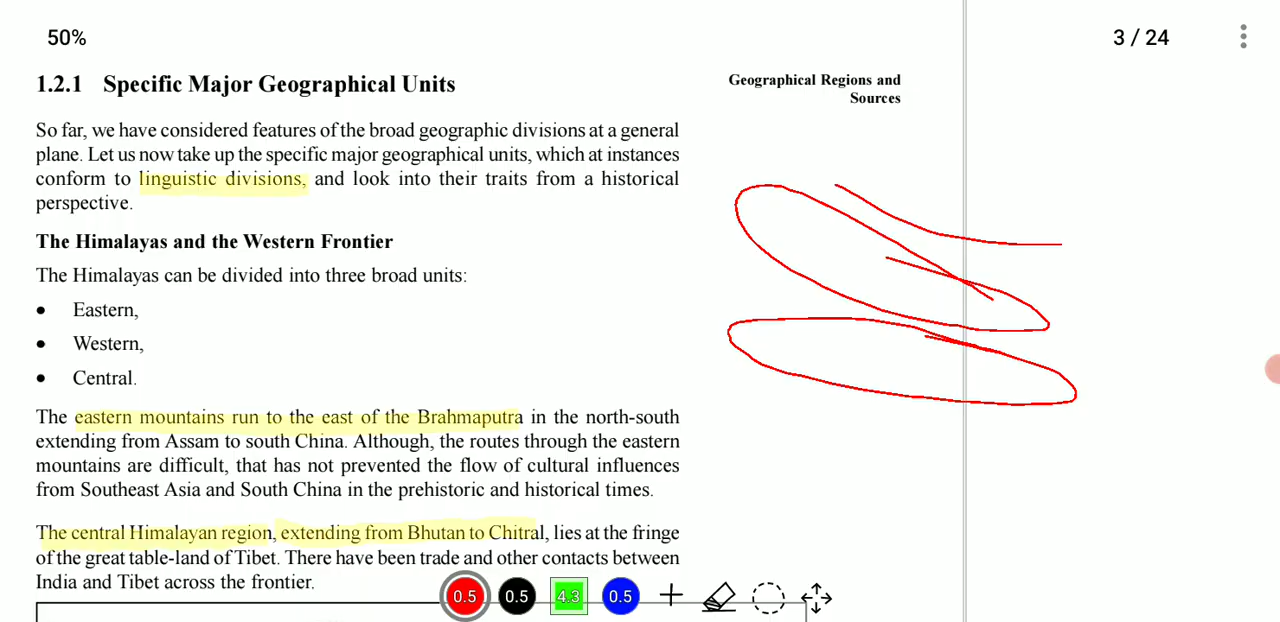 50%
3 / 24
1.2.1 Specific Major Geographical Units
Geographical Regions and
Sources
So far, we have considered features of the broad geographic divisions at a general
plane. Let us now take up the specific major geographical units, which at instances
conform to linguistic divisions, and look into their traits from a historical
perspective.
The Himalayas and the Western Frontier
The Himalayas can be divided into three broad units:
• Eastern,
• Western,
• Central.
The eastern mountains run to the east of the Brahmaputra in the north-south
extending from Assam to south China. Although, the routes through the eastern
mountains are difficult, that has not prevented the flow of cultural influences
from Southeast Asia and South China in the prehistoric and historical times.
The central Himalayan region, extending from Bhutan to Chitral, lies at the fringe
of the great table-land of Tibet. There have been trade and other contacts between
India and Tibet across the frontier.
0.5 0.5 4.3 0.5